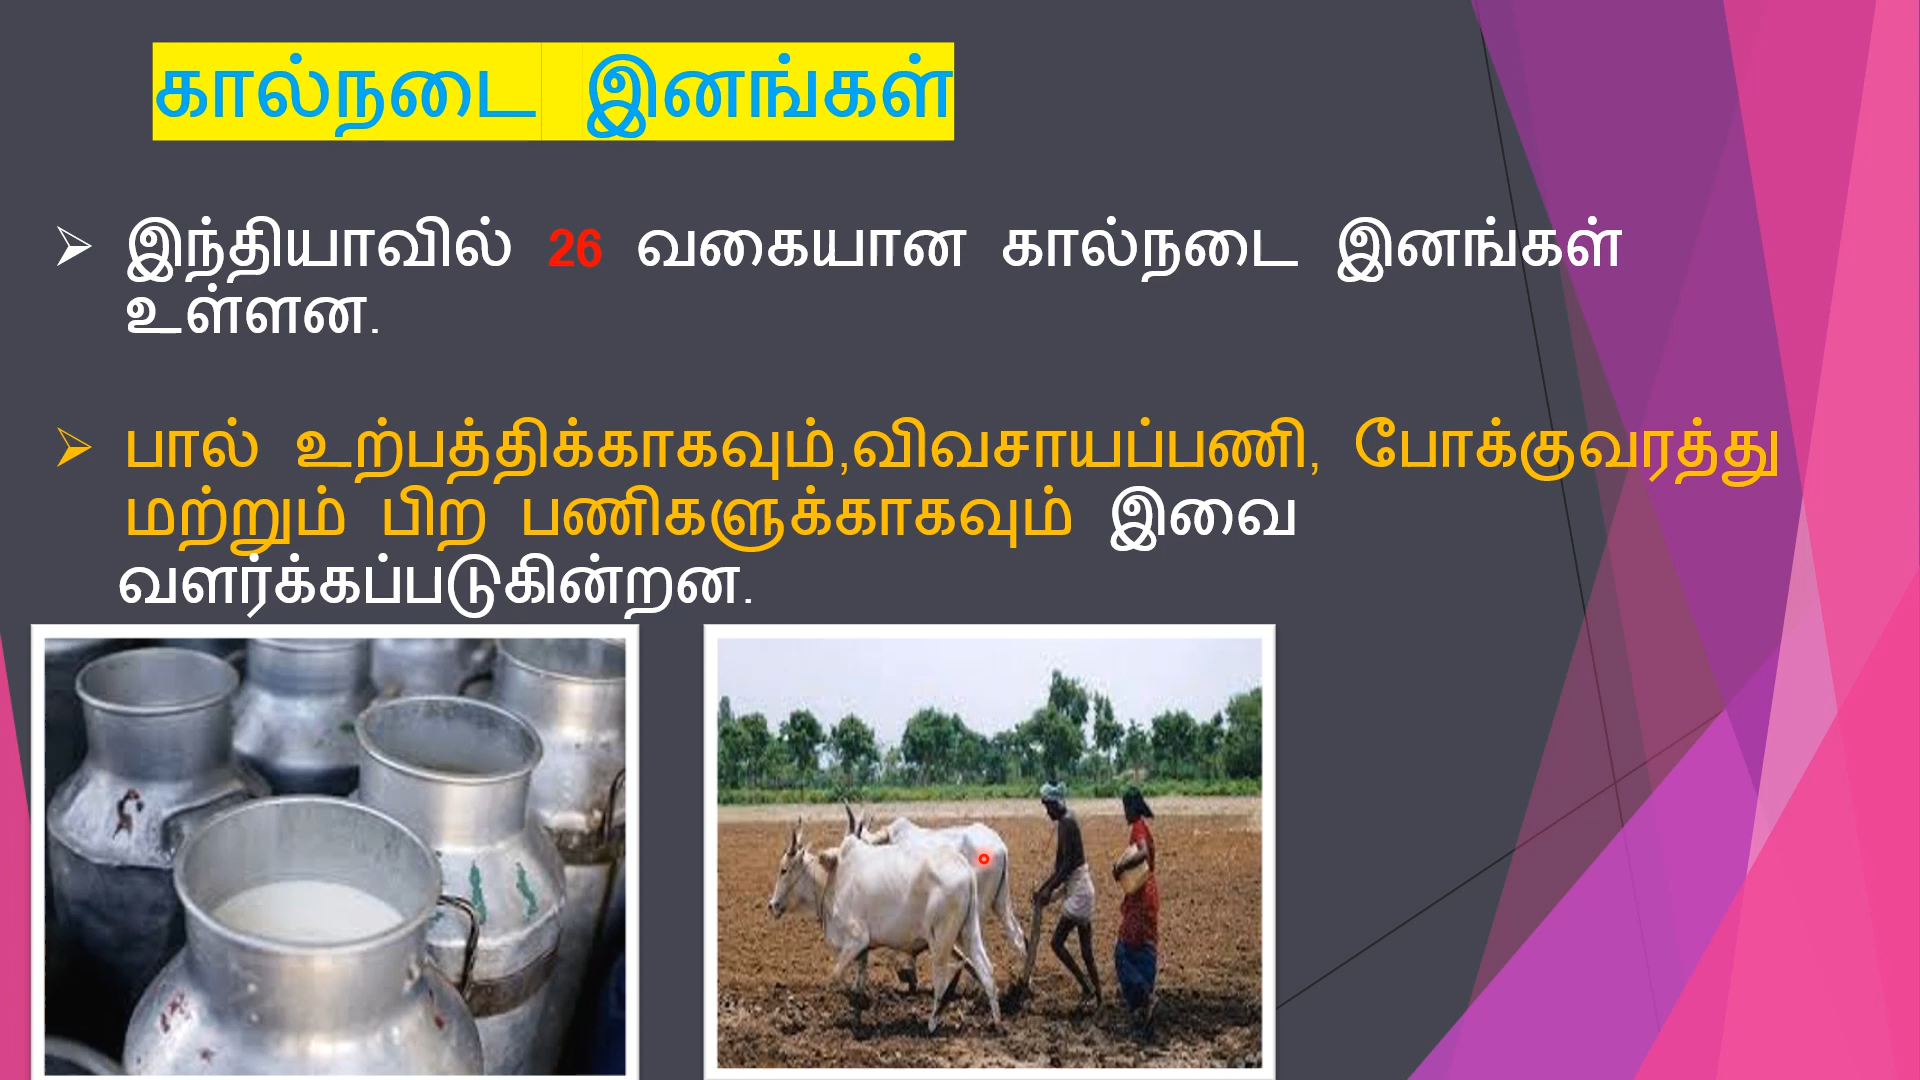 கால்நடை இனங்கள்
இந்தியாவில் 26 வகையான கால்நடை இனங்கள்
உள்ளன.
பால் உற்பத்திக்காகவும்,விவசாயப்பணி, போக்குவரத்து
மற்றும் பிற பணிகளுக்காகவும் இவை
வளர்க்கப்படுகின்றன.